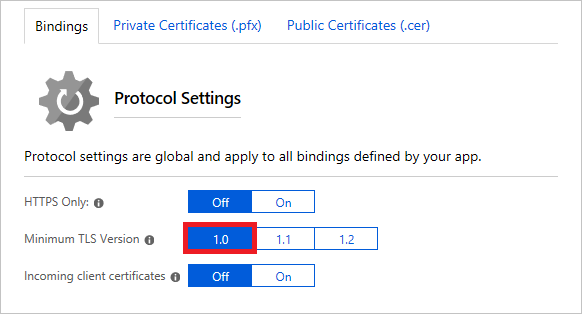 Bindings Private Certificates (.pfx) Public Certificates (.cer)
Protocol Settings
Protocol settings are global and apply to all bindings defined by your app.
HTTPS Only: Off On
Minimum TLS Version 1.0 1.1 1.2
Incoming client certificates Off On